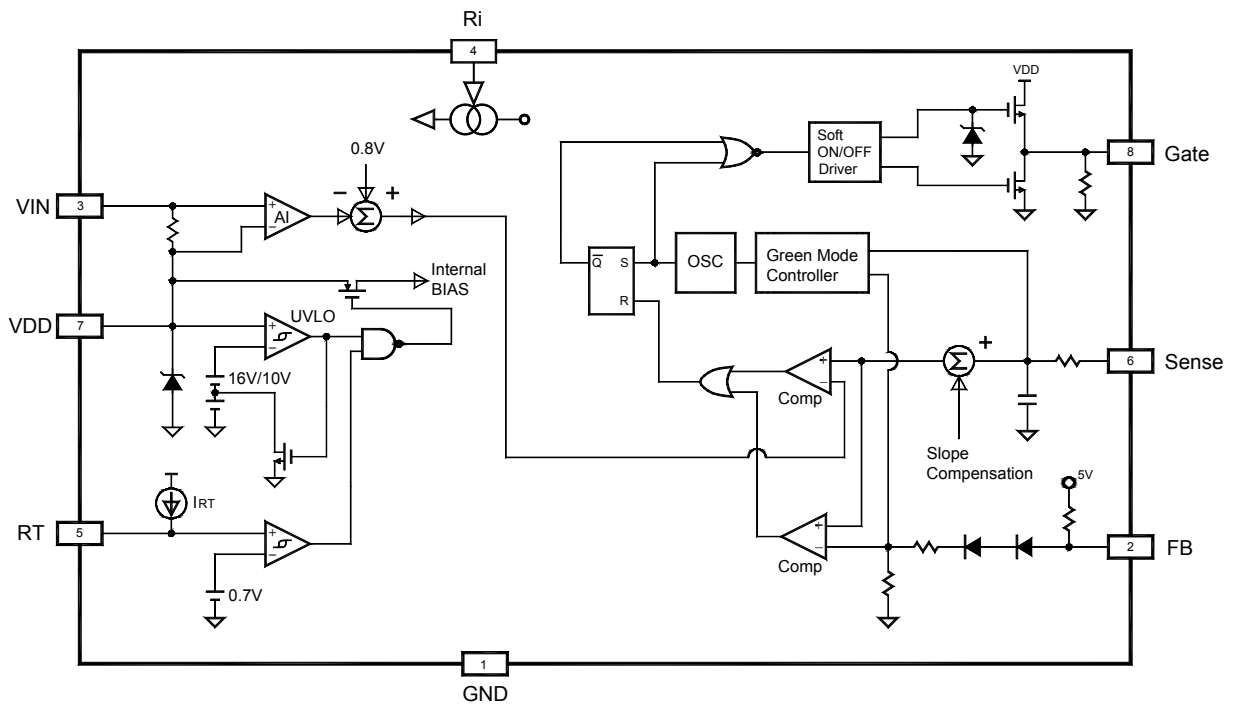 Ri
4
VDD
0.8V
Soft
ON/OFF
Driver
8
Gate
VIN
3
+
−
AI
−
Σ
+
Q̅
S
R
OSC
Green Mode
Controller
Internal
BIAS
VDD
7
UVLO
+
−
16V/10V
+
−
Comp
Σ
+
6
Sense
Slope
Compensation
5V
RT
5
IRT
+
−
0.7V
+
−
Comp
2
FB
1
GND